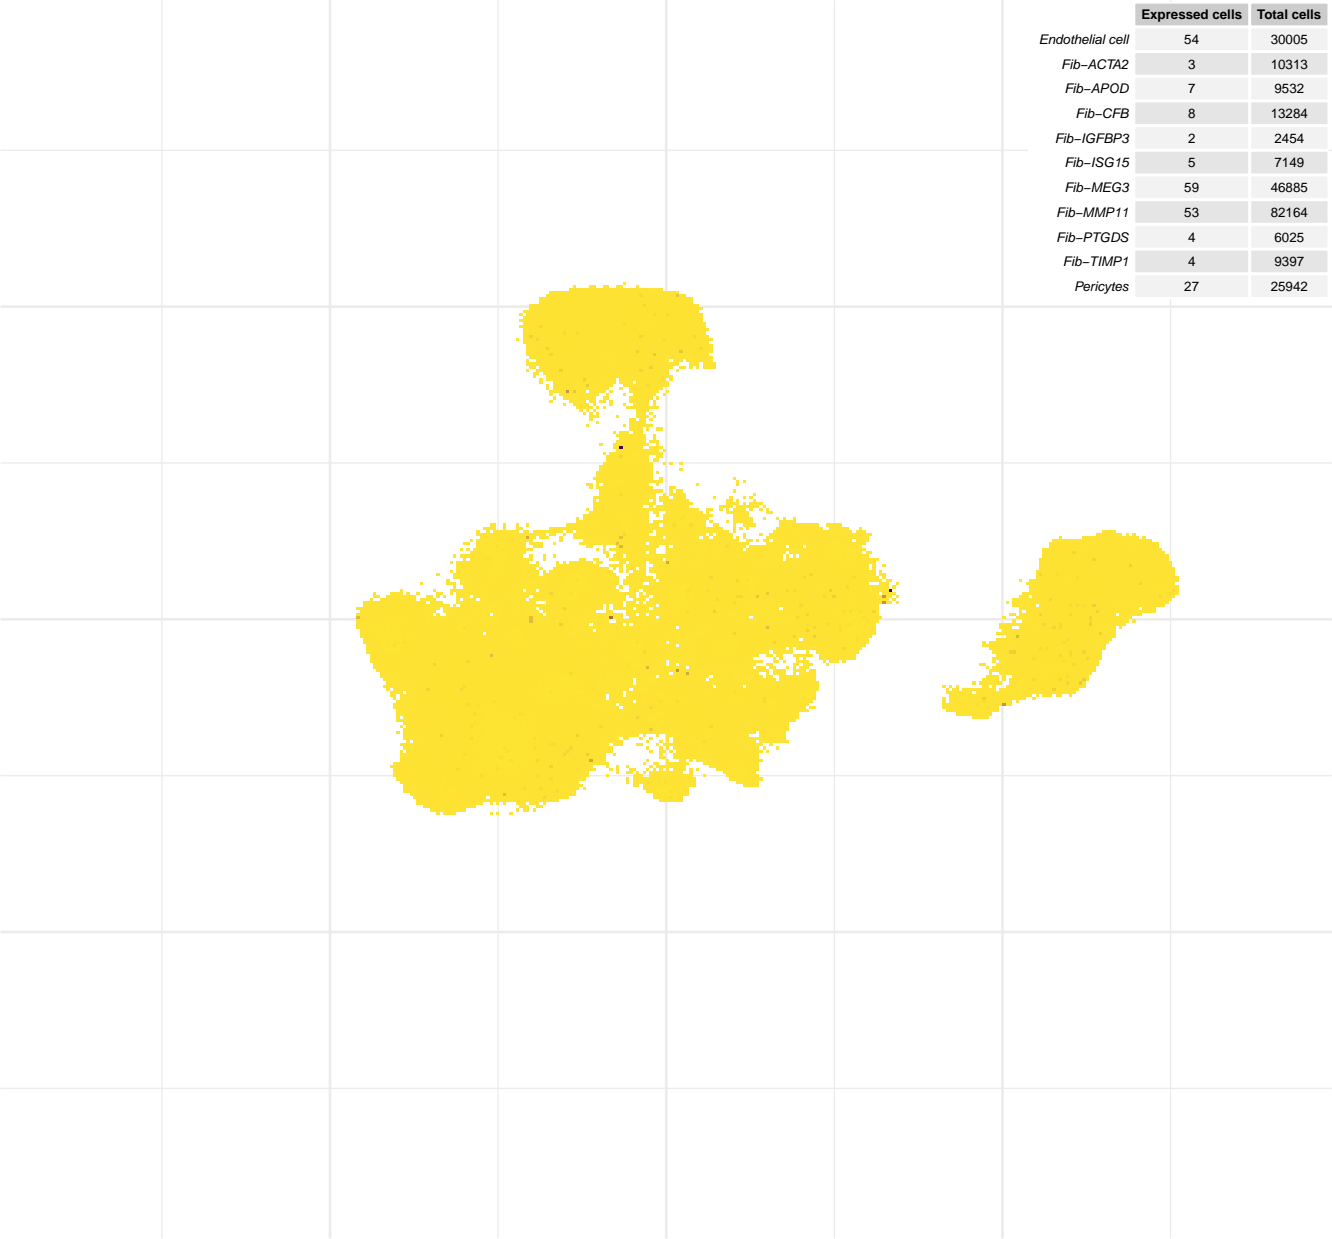 Expressed cells Total cells
Endothelial cell 54 30005
Fib−ACTA2 3 10313
Fib−APOD 7 9532
Fib−CFB 8 13284
Fib−IGFBP3 2 2454
Fib−ISG15 5 7149
Fib−MEG3 59 46885
Fib−MMP11 53 82164
Fib−PTGDS 4 6025
Fib−TIMP1 4 9397
Pericytes 27 25942